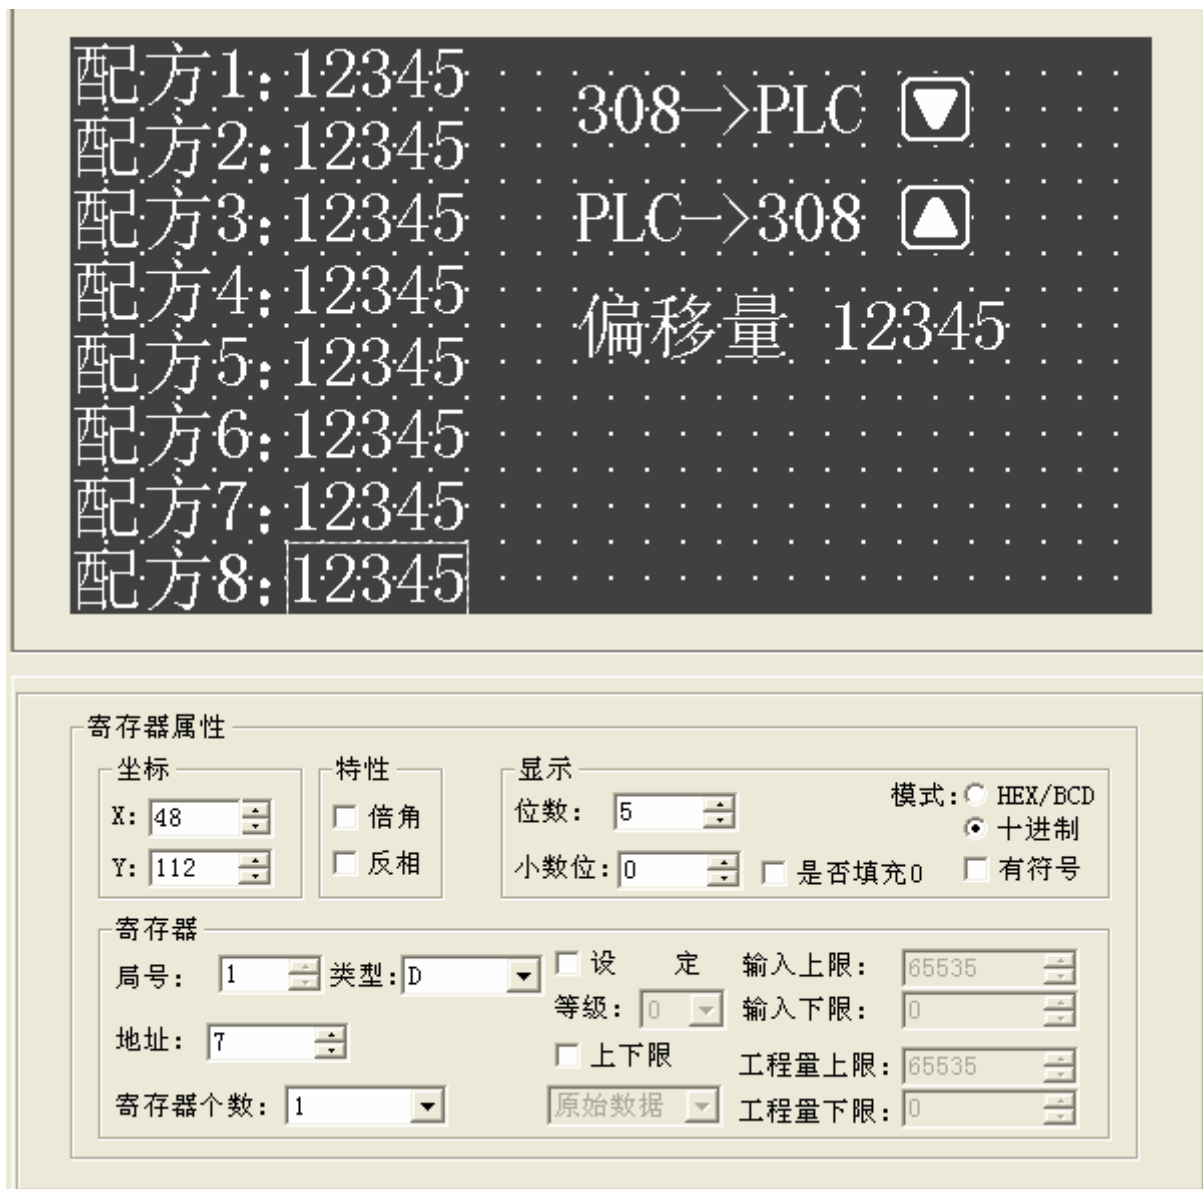 配方1:12345
308—>PLC
配方2:12345
配方3:12345
PLC—>308
配方4:12345
偏移量 12345
配方5:12345
配方6:12345
配方7:12345
配方8:12345
寄存器属性
坐标
特性
显示
X: 48
倍角
位数: 5
模式: HEX/BCD
十进制
Y: 112
反相
小数位: 0
是否填充0
有符号
寄存器
局号: 1 类型: D
设 定
输入上限: 65535
等级: 0
输入下限: 0
地址: 7
上下限
工程量上限: 65535
寄存器个数: 1
原始数据
工程量下限: 0